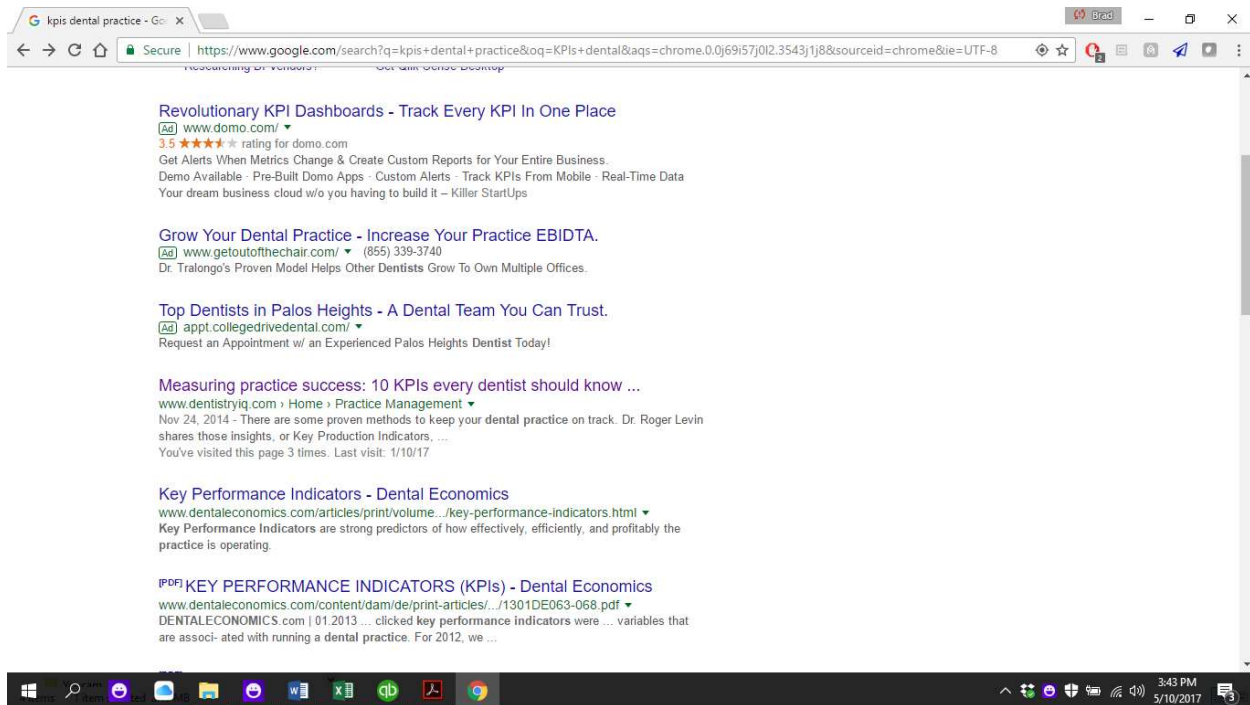 kpis dental practice - Go
Brad
Secure | https://www.google.com/search?q=kpis+dental+practice&oq=KPIs+dental&aqs=chrome.0.0j69i57j0l2.3543j1j8&sourceid=chrome&ie=UTF-8
2
Revolutionary KPI Dashboards - Track Every KPI In One Place
Ad www.domo.com/
3.5 ★★★★★ rating for domo.com
Get Alerts When Metrics Change & Create Custom Reports for Your Entire Business.
Demo Available · Pre-Built Domo Apps · Custom Alerts · Track KPIs From Mobile · Real-Time Data
Your dream business cloud w/o you having to build it – Killer StartUps
Grow Your Dental Practice - Increase Your Practice EBIDTA.
Ad www.getoutofthechair.com/ (855) 339-3740
Dr. Tralongo's Proven Model Helps Other Dentists Grow To Own Multiple Offices.
Top Dentists in Palos Heights - A Dental Team You Can Trust.
Ad appt.collegedrivedental.com/
Request an Appointment w/ an Experienced Palos Heights Dentist Today!
Measuring practice success: 10 KPIs every dentist should know ...
www.dentistryiq.com › Home › Practice Management
Nov 24, 2014 - There are some proven methods to keep your dental practice on track. Dr. Roger Levin
shares those insights, or Key Production Indicators, ...
You've visited this page 3 times. Last visit: 1/10/17
Key Performance Indicators - Dental Economics
www.dentaleconomics.com/articles/print/volume.../key-performance-indicators.html
Key Performance Indicators are strong predictors of how effectively, efficiently, and profitably the
practice is operating.
[PDF] KEY PERFORMANCE INDICATORS (KPIs) - Dental Economics
www.dentaleconomics.com/content/dam/de/print-articles/.../1301DE063-068.pdf
DENTALECONOMICS.com | 01.2013 ... clicked key performance indicators were ... variables that
are associ- ated with running a dental practice. For 2012, we ...
qb
3:43 PM
5/10/2017
3